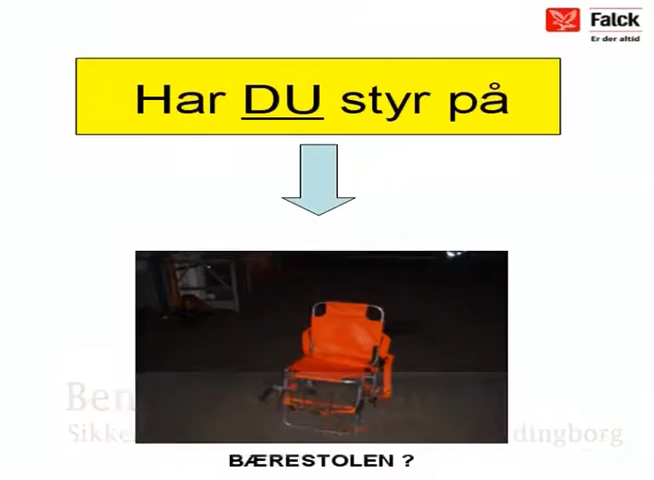 Falck
Er der altid
Har DU styr på
BÆRESTOLEN ?